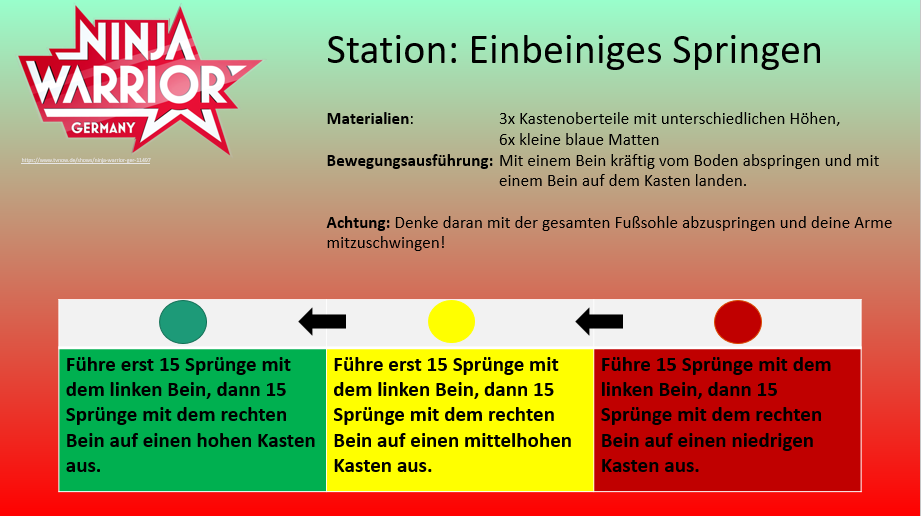 NINJA
WARRIOR
GERMANY
Station: Einbeiniges Springen
Materialien: 3x Kastenoberteile mit unterschiedlichen Höhen,
6x kleine blaue Matten
Bewegungsausführung: Mit einem Bein kräftig vom Boden abspringen und mit
einem Bein auf dem Kasten landen.
Achtung: Denke daran mit der gesamten Fußsohle abzuspringen und deine Arme
mitzuschwingen!
Führe erst 15 Sprünge mit
dem linken Bein, dann 15
Sprünge mit dem rechten
Bein auf einen hohen Kasten
aus.
Führe erst 15 Sprünge mit
dem linken Bein, dann 15
Sprünge mit dem rechten
Bein auf einen mittelhohen
Kasten aus.
Führe 15 Sprünge mit dem
linken Bein, dann 15
Sprünge mit dem rechten
Bein auf einen niedrigen
Kasten aus.